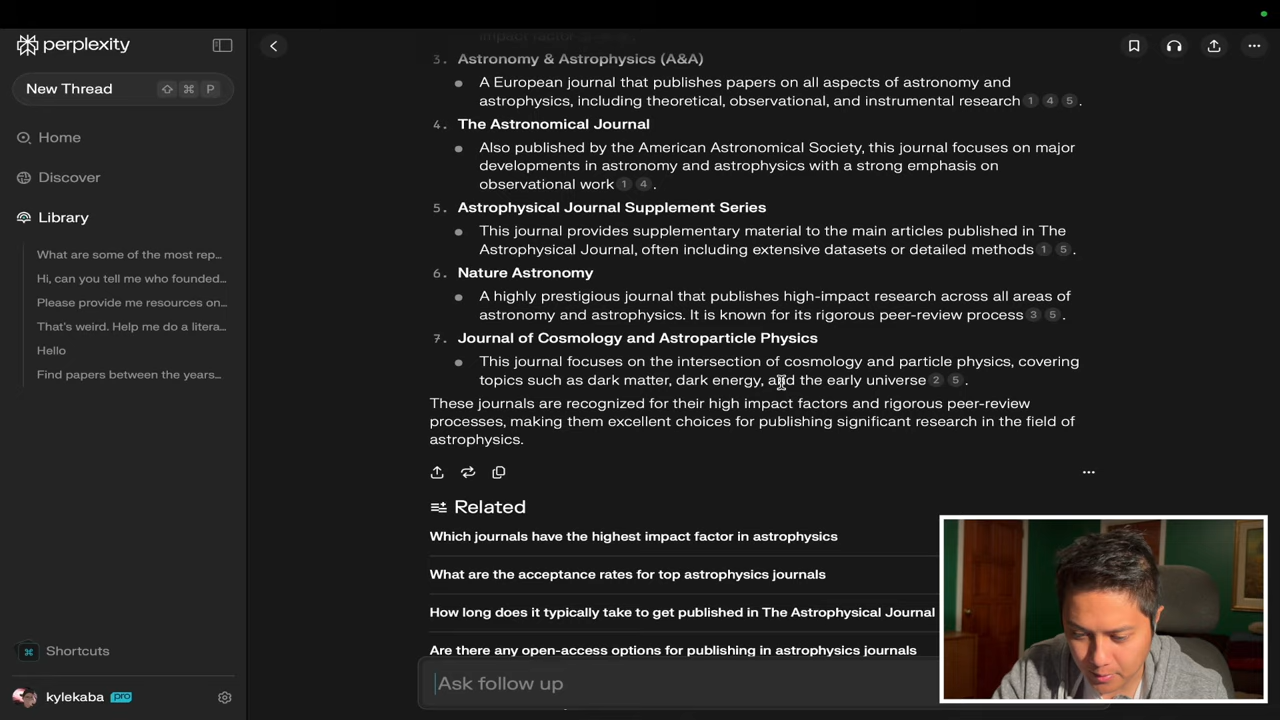 perplexity
New Thread
P
Home
Discover
Library
What are some of the most rep...
Hi, can you tell me who founded...
Please provide me resources on...
That's weird. Help me do a litera...
Hello
Find papers between the years...
Shortcuts
kylekaba pro
impact factor
3. Astronomy & Astrophysics (A&A)
A European journal that publishes papers on all aspects of astronomy and
astrophysics, including theoretical, observational, and instrumental research 1 4 5 .
4. The Astronomical Journal
Also published by the American Astronomical Society, this journal focuses on major
developments in astronomy and astrophysics with a strong emphasis on
observational work 1 4 .
5. Astrophysical Journal Supplement Series
This journal provides supplementary material to the main articles published in The
Astrophysical Journal, often including extensive datasets or detailed methods 1 5 .
6. Nature Astronomy
A highly prestigious journal that publishes high-impact research across all areas of
astronomy and astrophysics. It is known for its rigorous peer-review process 3 5 .
7. Journal of Cosmology and Astroparticle Physics
This journal focuses on the intersection of cosmology and particle physics, covering
topics such as dark matter, dark energy, and the early universe 2 5 .
These journals are recognized for their high impact factors and rigorous peer-review
processes, making them excellent choices for publishing significant research in the field of
astrophysics.
Related
Which journals have the highest impact factor in astrophysics
What are the acceptance rates for top astrophysics journals
How long does it typically take to get published in The Astrophysical Journal
Are there any open-access options for publishing in astrophysics journals
Ask follow up